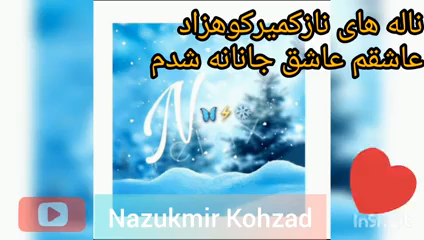 ناله های نازکمیرکوهزاد
عاشقم عاشق جانانه شدم
N
Nazukmir Kohzad